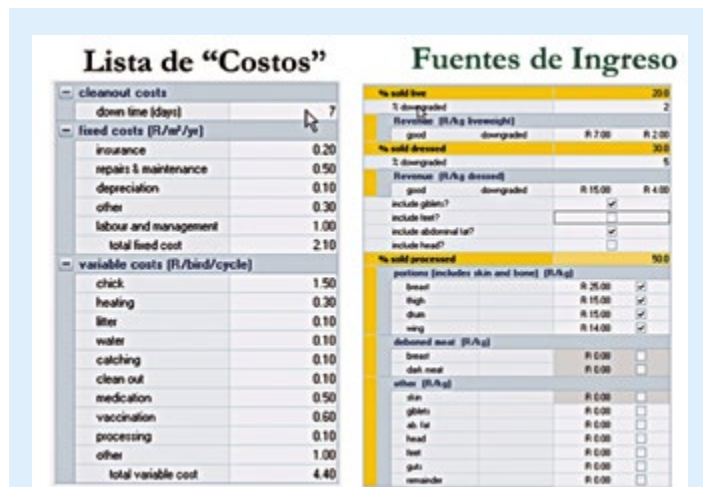 Lista de “Costos”
cleanout costs
down time (days) 7
fixed costs (R/m²/yr)
insurance 0.20
repairs & maintenance 0.50
depreciation 0.10
other 0.30
labour and management 1.00
total fixed cost 2.10
variable costs (R/bird/cycle)
chick 1.50
heating 0.30
litter 0.10
water 0.10
catching 0.10
clean out 0.10
medication 0.50
vaccination 0.60
processing 0.10
other 1.00
total variable cost 4.40
Fuentes de Ingreso
% sold live 20.0
% downgraded 2
Revenue (R/kg liveweight)
good downgraded R 7.00 R 2.00
% sold dressed 30.0
% downgraded 5
Revenue (R/kg dressed)
good downgraded R 15.00 R 4.00
include giblets?
include feet?
include abdominal fat?
include head?
% sold processed 50.0
portions (includes skin and bone) (R/kg)
breast R 25.00
thigh R 15.00
drum R 15.00
wing R 14.00
deboned meat (R/kg)
breast R 0.00
dark meat R 0.00
other (R/kg)
skin R 0.00
giblets R 0.00
ab. fat R 0.00
head R 0.00
feet R 0.00
guts R 0.00
remainder R 0.00